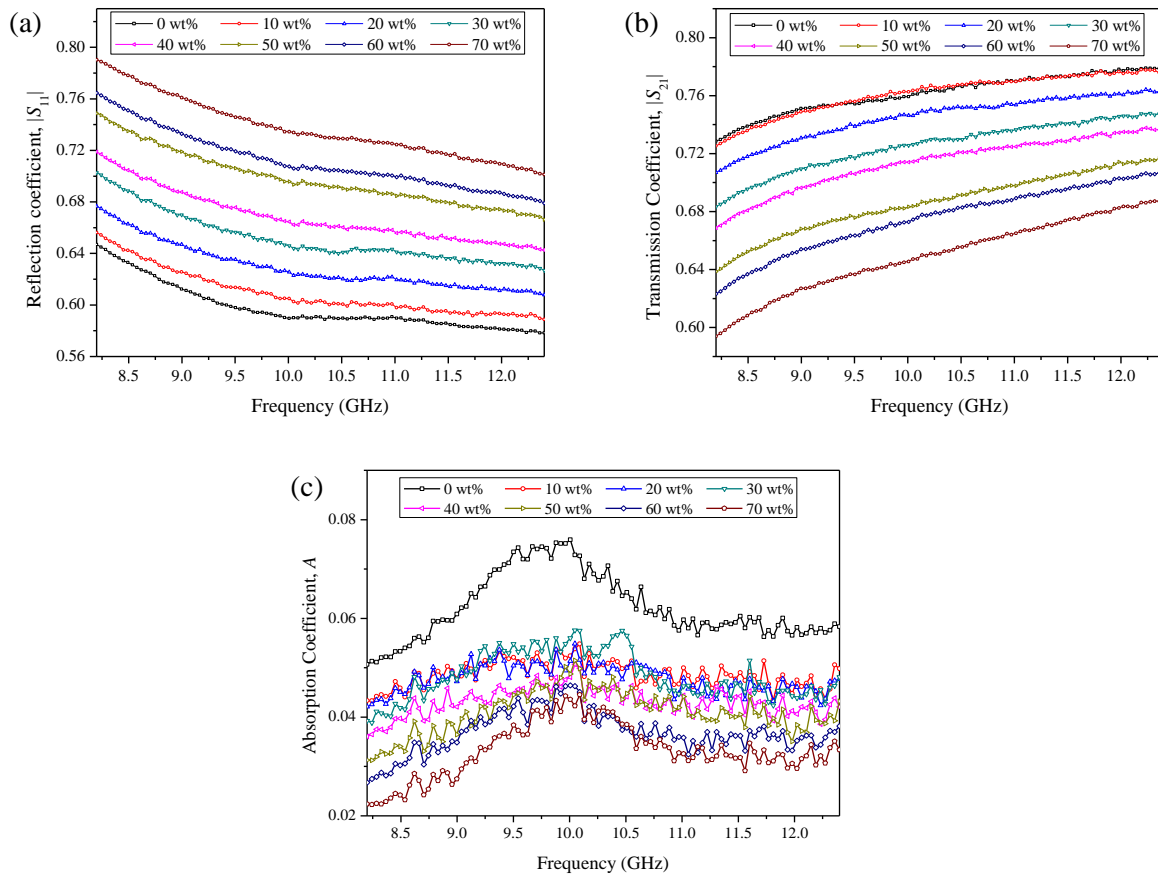 (a)
0 wt% 10 wt% 20 wt% 30 wt%
40 wt% 50 wt% 60 wt% 70 wt%
0.80
0.76
0.72
0.68
0.64
0.60
0.56
Reflection coefficient, |S11|
8.5 9.0 9.5 10.0 10.5 11.0 11.5 12.0
Frequency (GHz)
(b)
0 wt% 10 wt% 20 wt% 30 wt%
40 wt% 50 wt% 60 wt% 70 wt%
0.80
0.76
0.72
0.68
0.64
0.60
Transmission Coefficient, |S21|
8.5 9.0 9.5 10.0 10.5 11.0 11.5 12.0
Frequency (GHz)
(c)
0 wt% 10 wt% 20 wt% 30 wt%
40 wt% 50 wt% 60 wt% 70 wt%
0.08
0.06
0.04
0.02
Absorption Coefficient, A
8.5 9.0 9.5 10.0 10.5 11.0 11.5 12.0
Frequency (GHz)